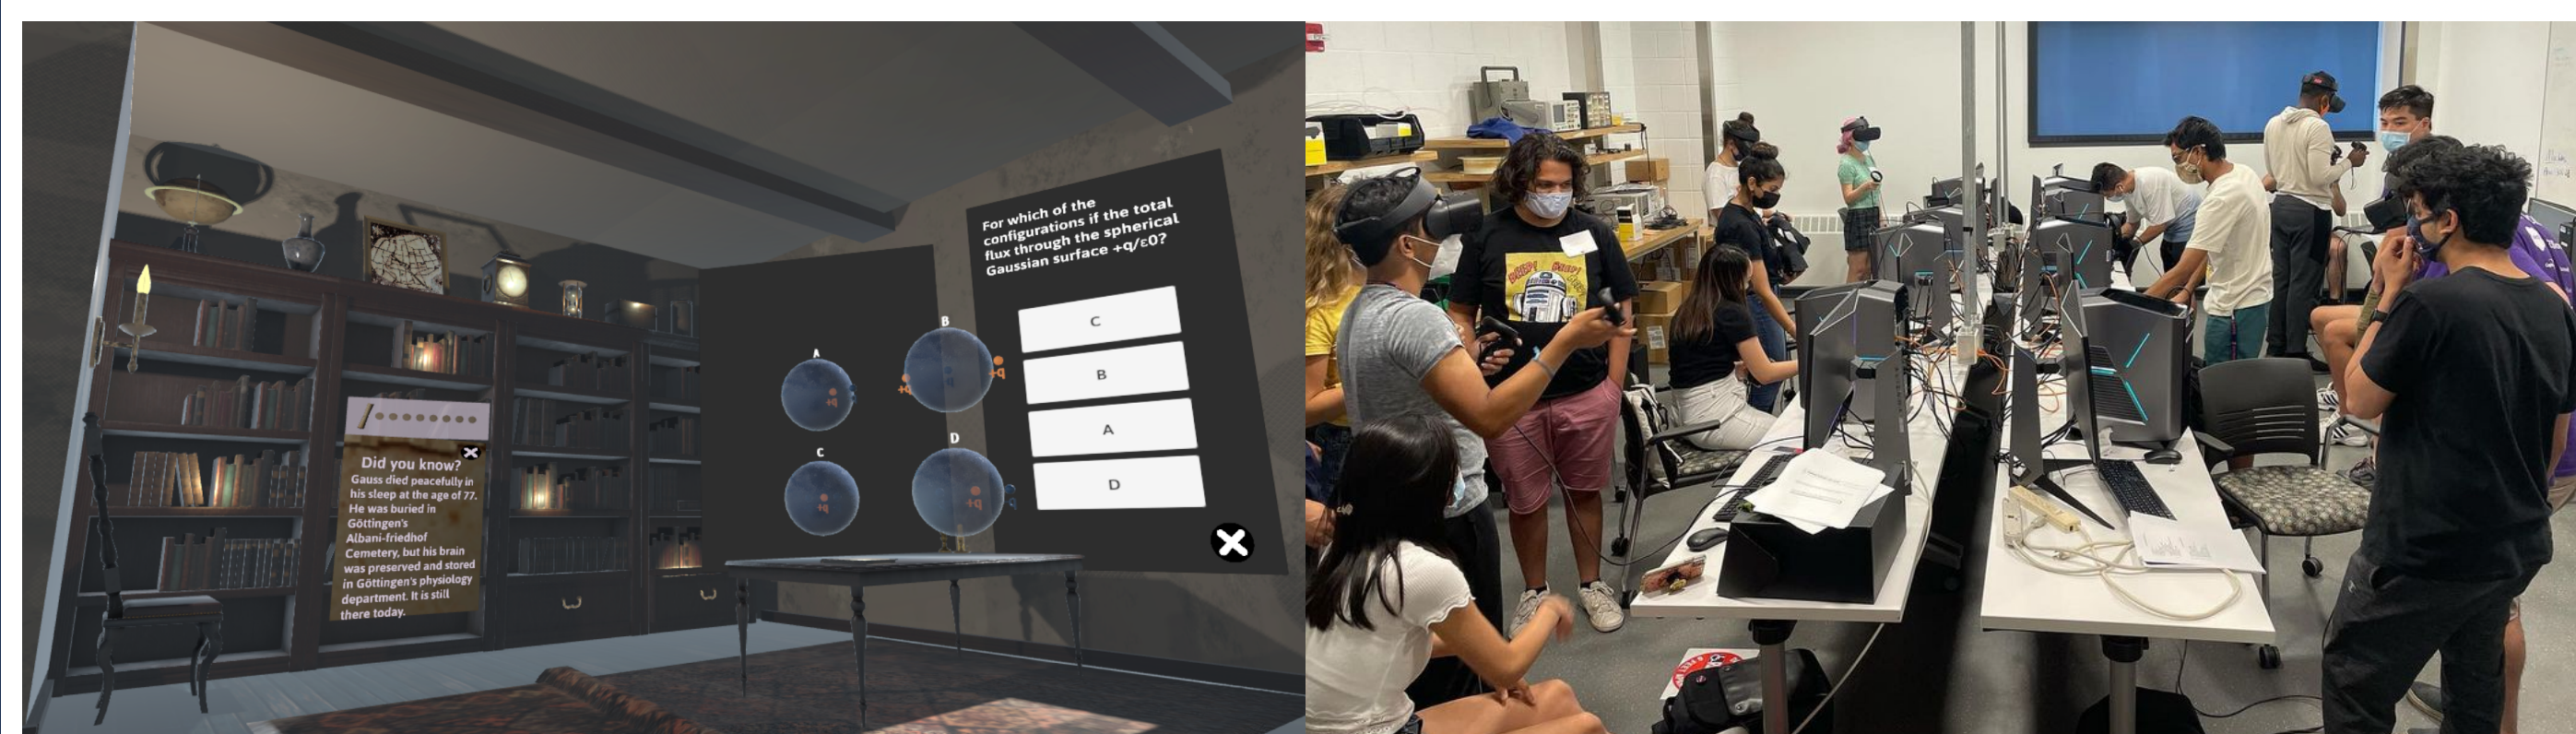 For which of the
configurations if the total
flux through the spherical
Gaussian surface +q/ε0?
C
B
A
D
A
+q
B
+q
+q
C
+q
D
+q
Did you know?
Gauss died peacefully in
his sleep at the age of 77.
He was buried in
Göttingen's
Albani-friedhof
Cemetery, but his brain
was preserved and stored
in Göttingen's physiology
department. It is still
there today.
BEEP! BEEP!